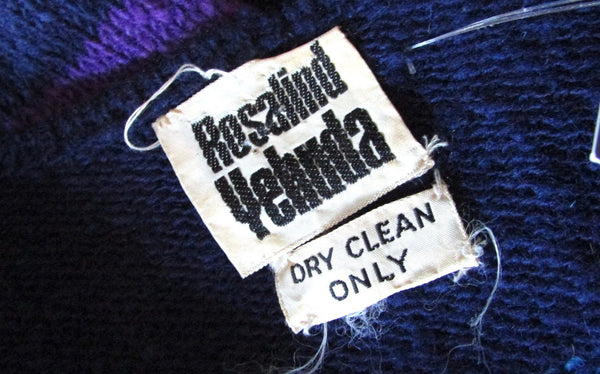 Rosalind
Yehuda
DRY CLEAN
ONLY